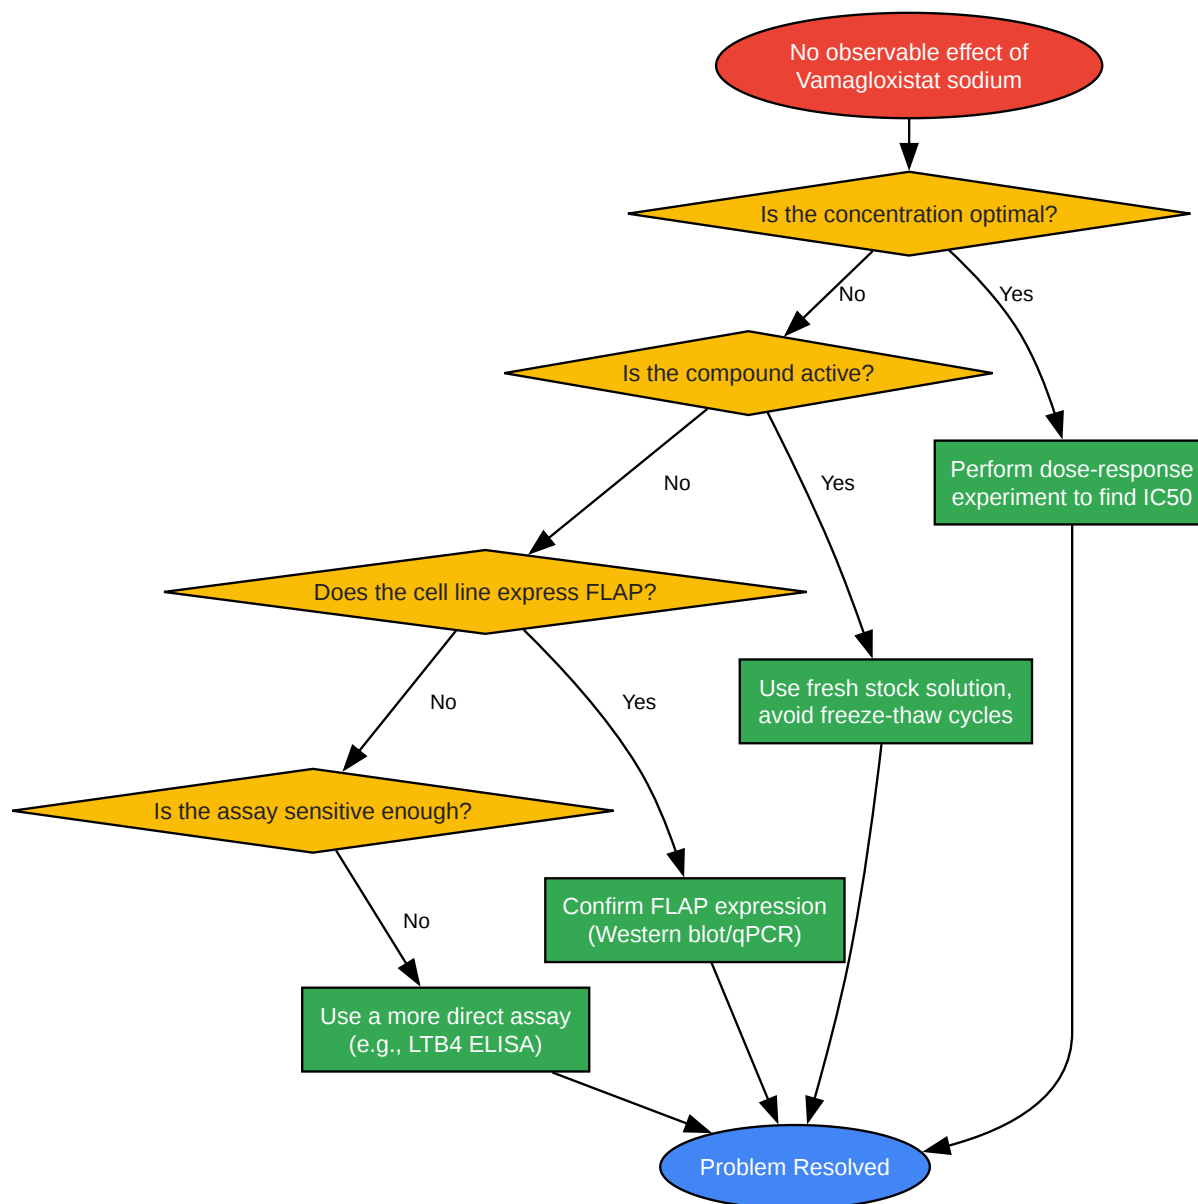 No observable effect of
Vamagloxistat sodium
Is the concentration optimal?
No
Yes
Is the compound active?
Perform dose-response
experiment to find IC50
No
Yes
Does the cell line express FLAP?
Use fresh stock solution,
avoid freeze-thaw cycles
No
Yes
Is the assay sensitive enough?
Confirm FLAP expression
(Western blot/qPCR)
No
Use a more direct assay
(e.g., LTB4 ELISA)
Problem Resolved